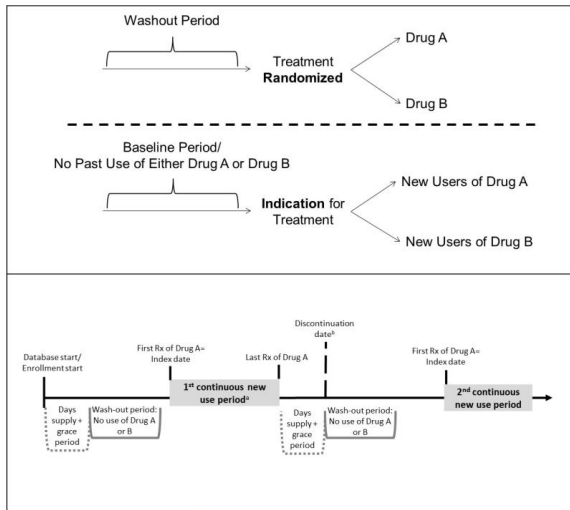 Washout Period
Treatment
Randomized
Drug A
Drug B
Baseline Period/
No Past Use of Either Drug A or Drug B
Indication for
Treatment
New Users of Drug A
New Users of Drug B
Database start/
Enrollment start
First Rx of Drug A=
Index date
Last Rx of Drug A
Discontinuation
dateᵇ
First Rx of Drug A=
Index date
1ˢᵗ continuous new
use periodᵃ
2ⁿᵈ continuous
new use period
Days
supply +
grace
period
Wash-out period:
No use of Drug A
or B
Days
supply +
grace
period
Wash-out period:
No use of Drug A
or B